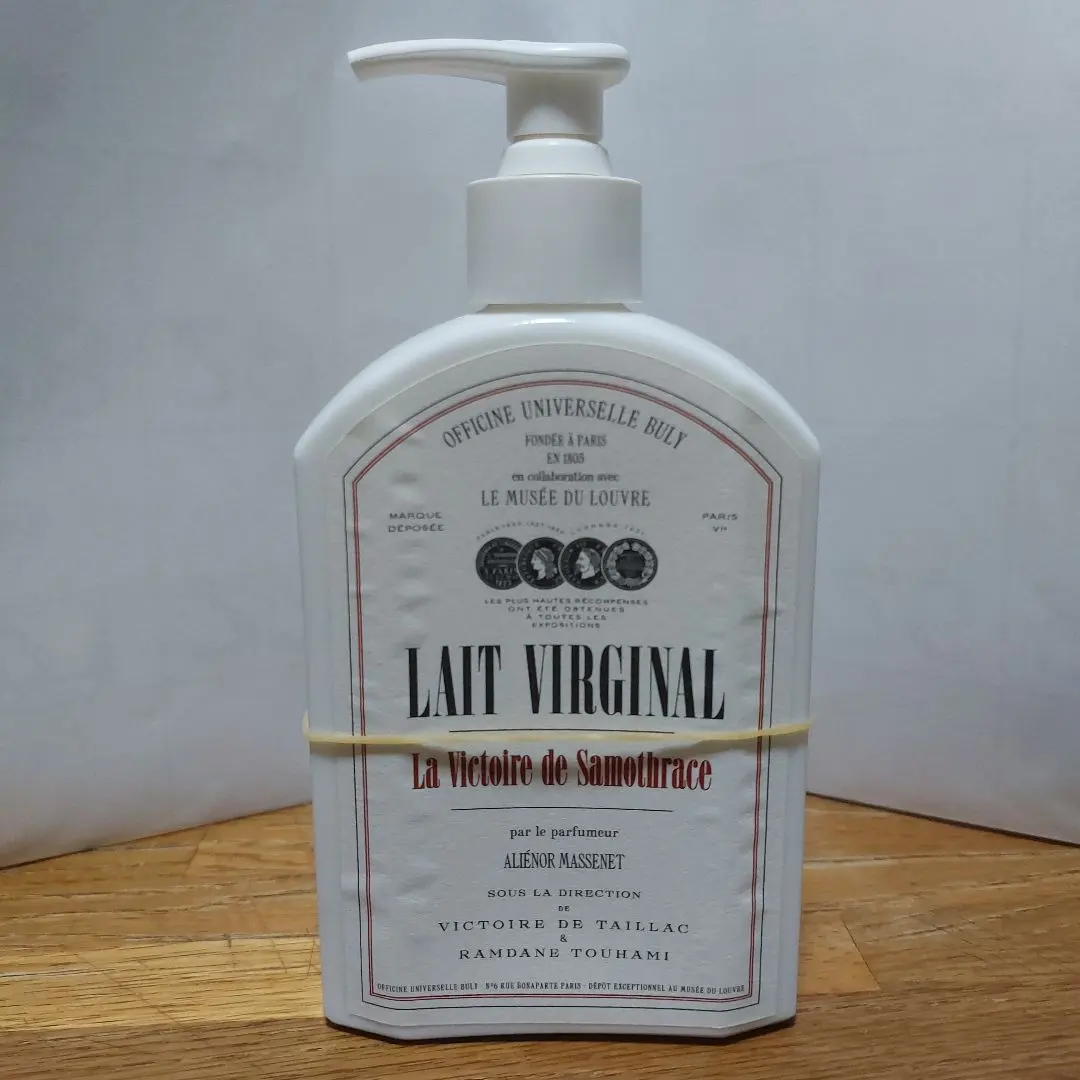 OFFICINE UNIVERSELLE BULY
FONDÉE À PARIS
EN 1803
en collaboration avec
LE MUSÉE DU LOUVRE
MARQUE
DÉPOSÉE
PARIS
VIe
LES PLUS HAUTES RÉCOMPENSES
ONT ÉTÉ OBTENUES
À TOUTES LES
EXPOSITIONS
LAIT VIRGINAL
La Victoire de Samothrace
par le parfumeur
ALIÉNOR MASSENET
SOUS LA DIRECTION
DE
VICTOIRE DE TAILLAC
&
RAMDANE TOUHAMI
OFFICINE UNIVERSELLE BULY - N°6 RUE BONAPARTE PARIS - DÉPÔT EXCEPTIONNEL AU MUSÉE DU LOUVRE